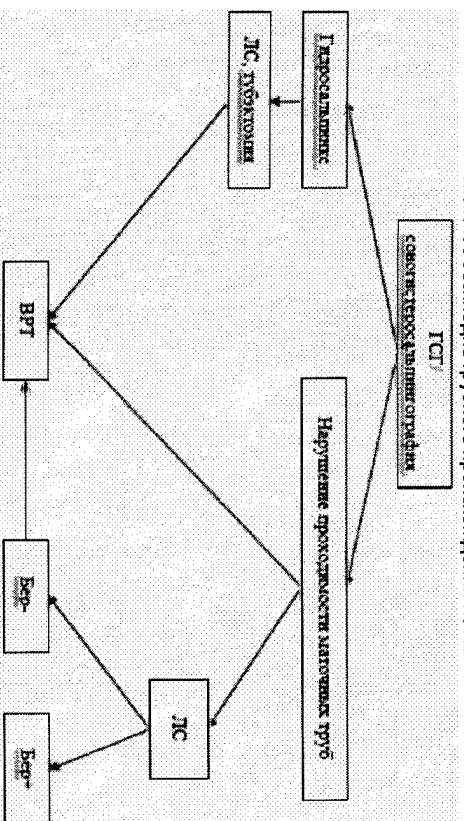 ГСГ/
соногистеросальпингография
Гидросальпинкс
Нарушение проходимости маточных труб
ЛС, тубэктомия
ЛС
ВРТ
Бер-
Бер+